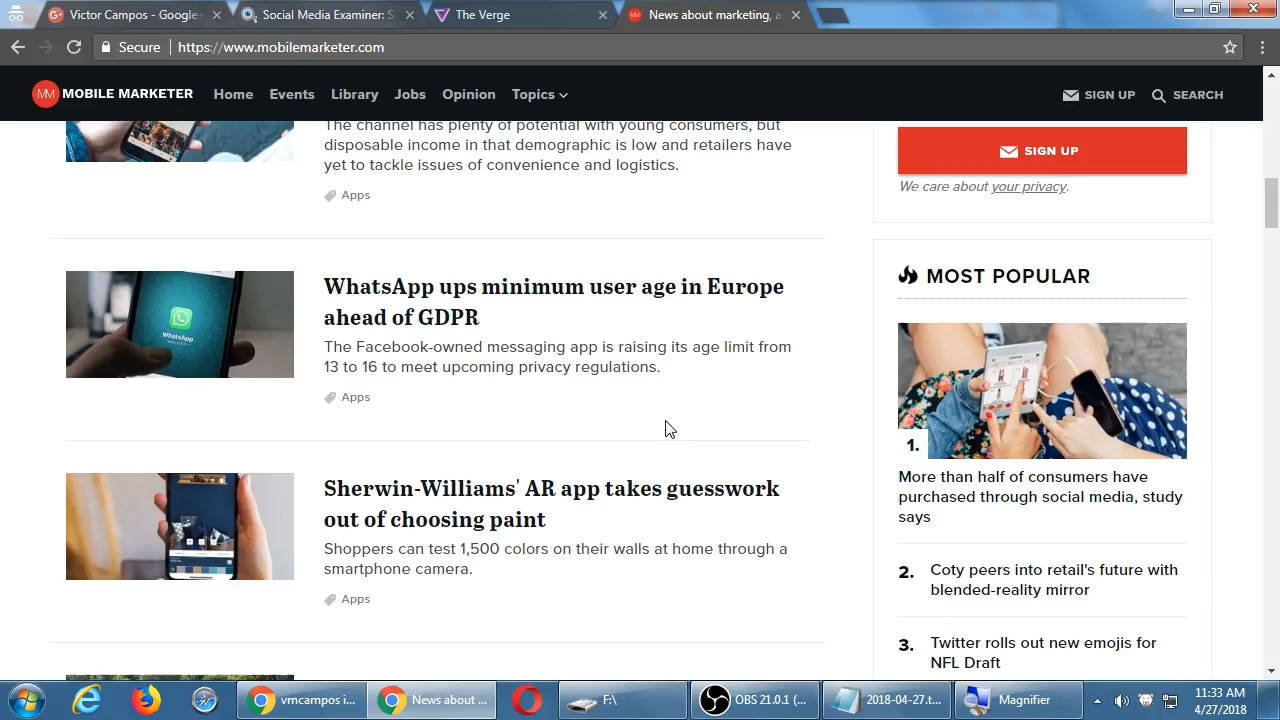 Victor Campos - Google+
Social Media Examiner: S
The Verge
News about marketing, a
Secure
https://www.mobilemarketer.com
MM MOBILE MARKETER
Home
Events
Library
Jobs
Opinion
Topics
SIGN UP
SEARCH
The channel has plenty of potential with young consumers, but
disposable income in that demographic is low and retailers have
yet to tackle issues of convenience and logistics.
Apps
WhatsApp
WhatsApp ups minimum user age in Europe
ahead of GDPR
The Facebook-owned messaging app is raising its age limit from
13 to 16 to meet upcoming privacy regulations.
Apps
Sherwin-Williams' AR app takes guesswork
out of choosing paint
Shoppers can test 1,500 colors on their walls at home through a
smartphone camera.
Apps
SIGN UP
We care about your privacy.
MOST POPULAR
1.
More than half of consumers have
purchased through social media, study
says
2.
Coty peers into retail's future with
blended-reality mirror
3.
Twitter rolls out new emojis for
NFL Draft
vmcampos i...
News about ...
F:\
OBS 21.0.1 (...
2018-04-27.t...
Magnifier
11:33 AM
4/27/2018